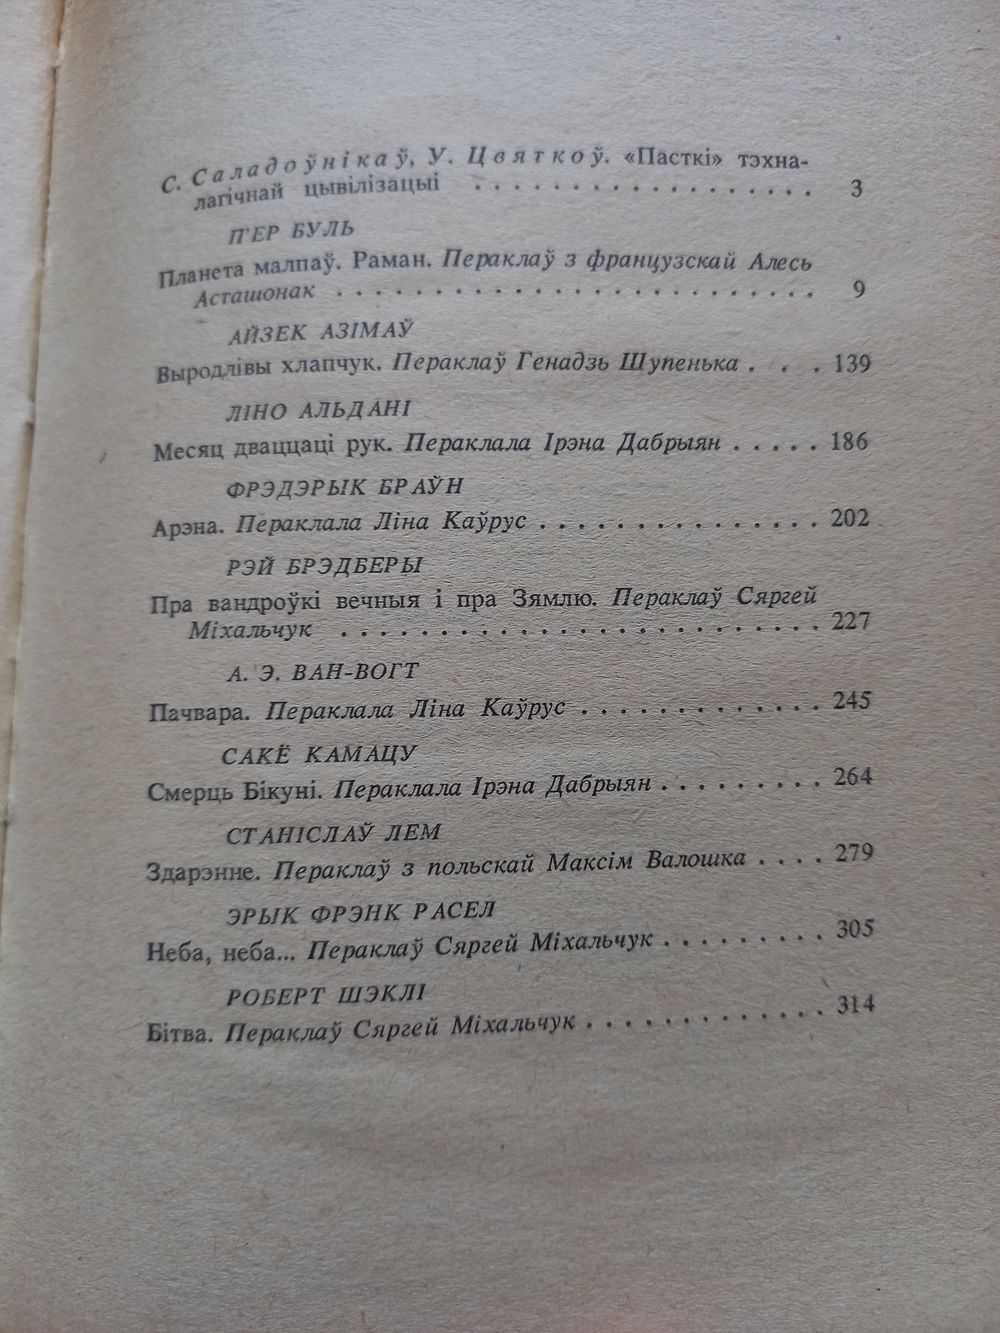 С. Саладоўнікаў, У. Цвяткоў. «Пасткі» тэхна-
лагічнай цывілізацыі . . . . . . . . . . . . . . . . . . 3
П'ЕР БУЛЬ
Планета малпаў. Раман. Пераклаў з французскай Алесь
Асташонак . . . . . . . . . . . . . . . . . . . . . . . . . 9
АЙЗЕК АЗІМАЎ
Выродлівы хлапчук. Пераклаў Генадзь Шупенька . . . 139
ЛІНО АЛЬДАНІ
Месяц дваццаці рук. Пераклала Ірэна Дабрыян . . . . . 186
ФРЭДЭРЫК БРАЎН
Арэна. Пераклала Ліна Каўрус . . . . . . . . . . . . . . . 202
РЭЙ БРЭДБЕРЫ
Пра вандроўкі вечныя і пра Зямлю. Пераклаў Сяргей
Міхальчук . . . . . . . . . . . . . . . . . . . . . . . . . . 227
А. Э. ВАН-ВОГТ
Пачвара. Пераклала Ліна Каўрус . . . . . . . . . . . . . 245
САКЁ КАМАЦУ
Смерць Бікуні. Пераклала Ірэна Дабрыян . . . . . . . . . 264
СТАНІСЛАЎ ЛЕМ
Здарэнне. Пераклаў з польскай Максім Валошка . . . . 279
ЭРЫК ФРЭНК РАСЕЛ
Неба, неба... Пераклаў Сяргей Міхальчук . . . . . . . . . 305
РОБЕРТ ШЭКЛІ
Бітва. Пераклаў Сяргей Міхальчук . . . . . . . . . . . . . 314